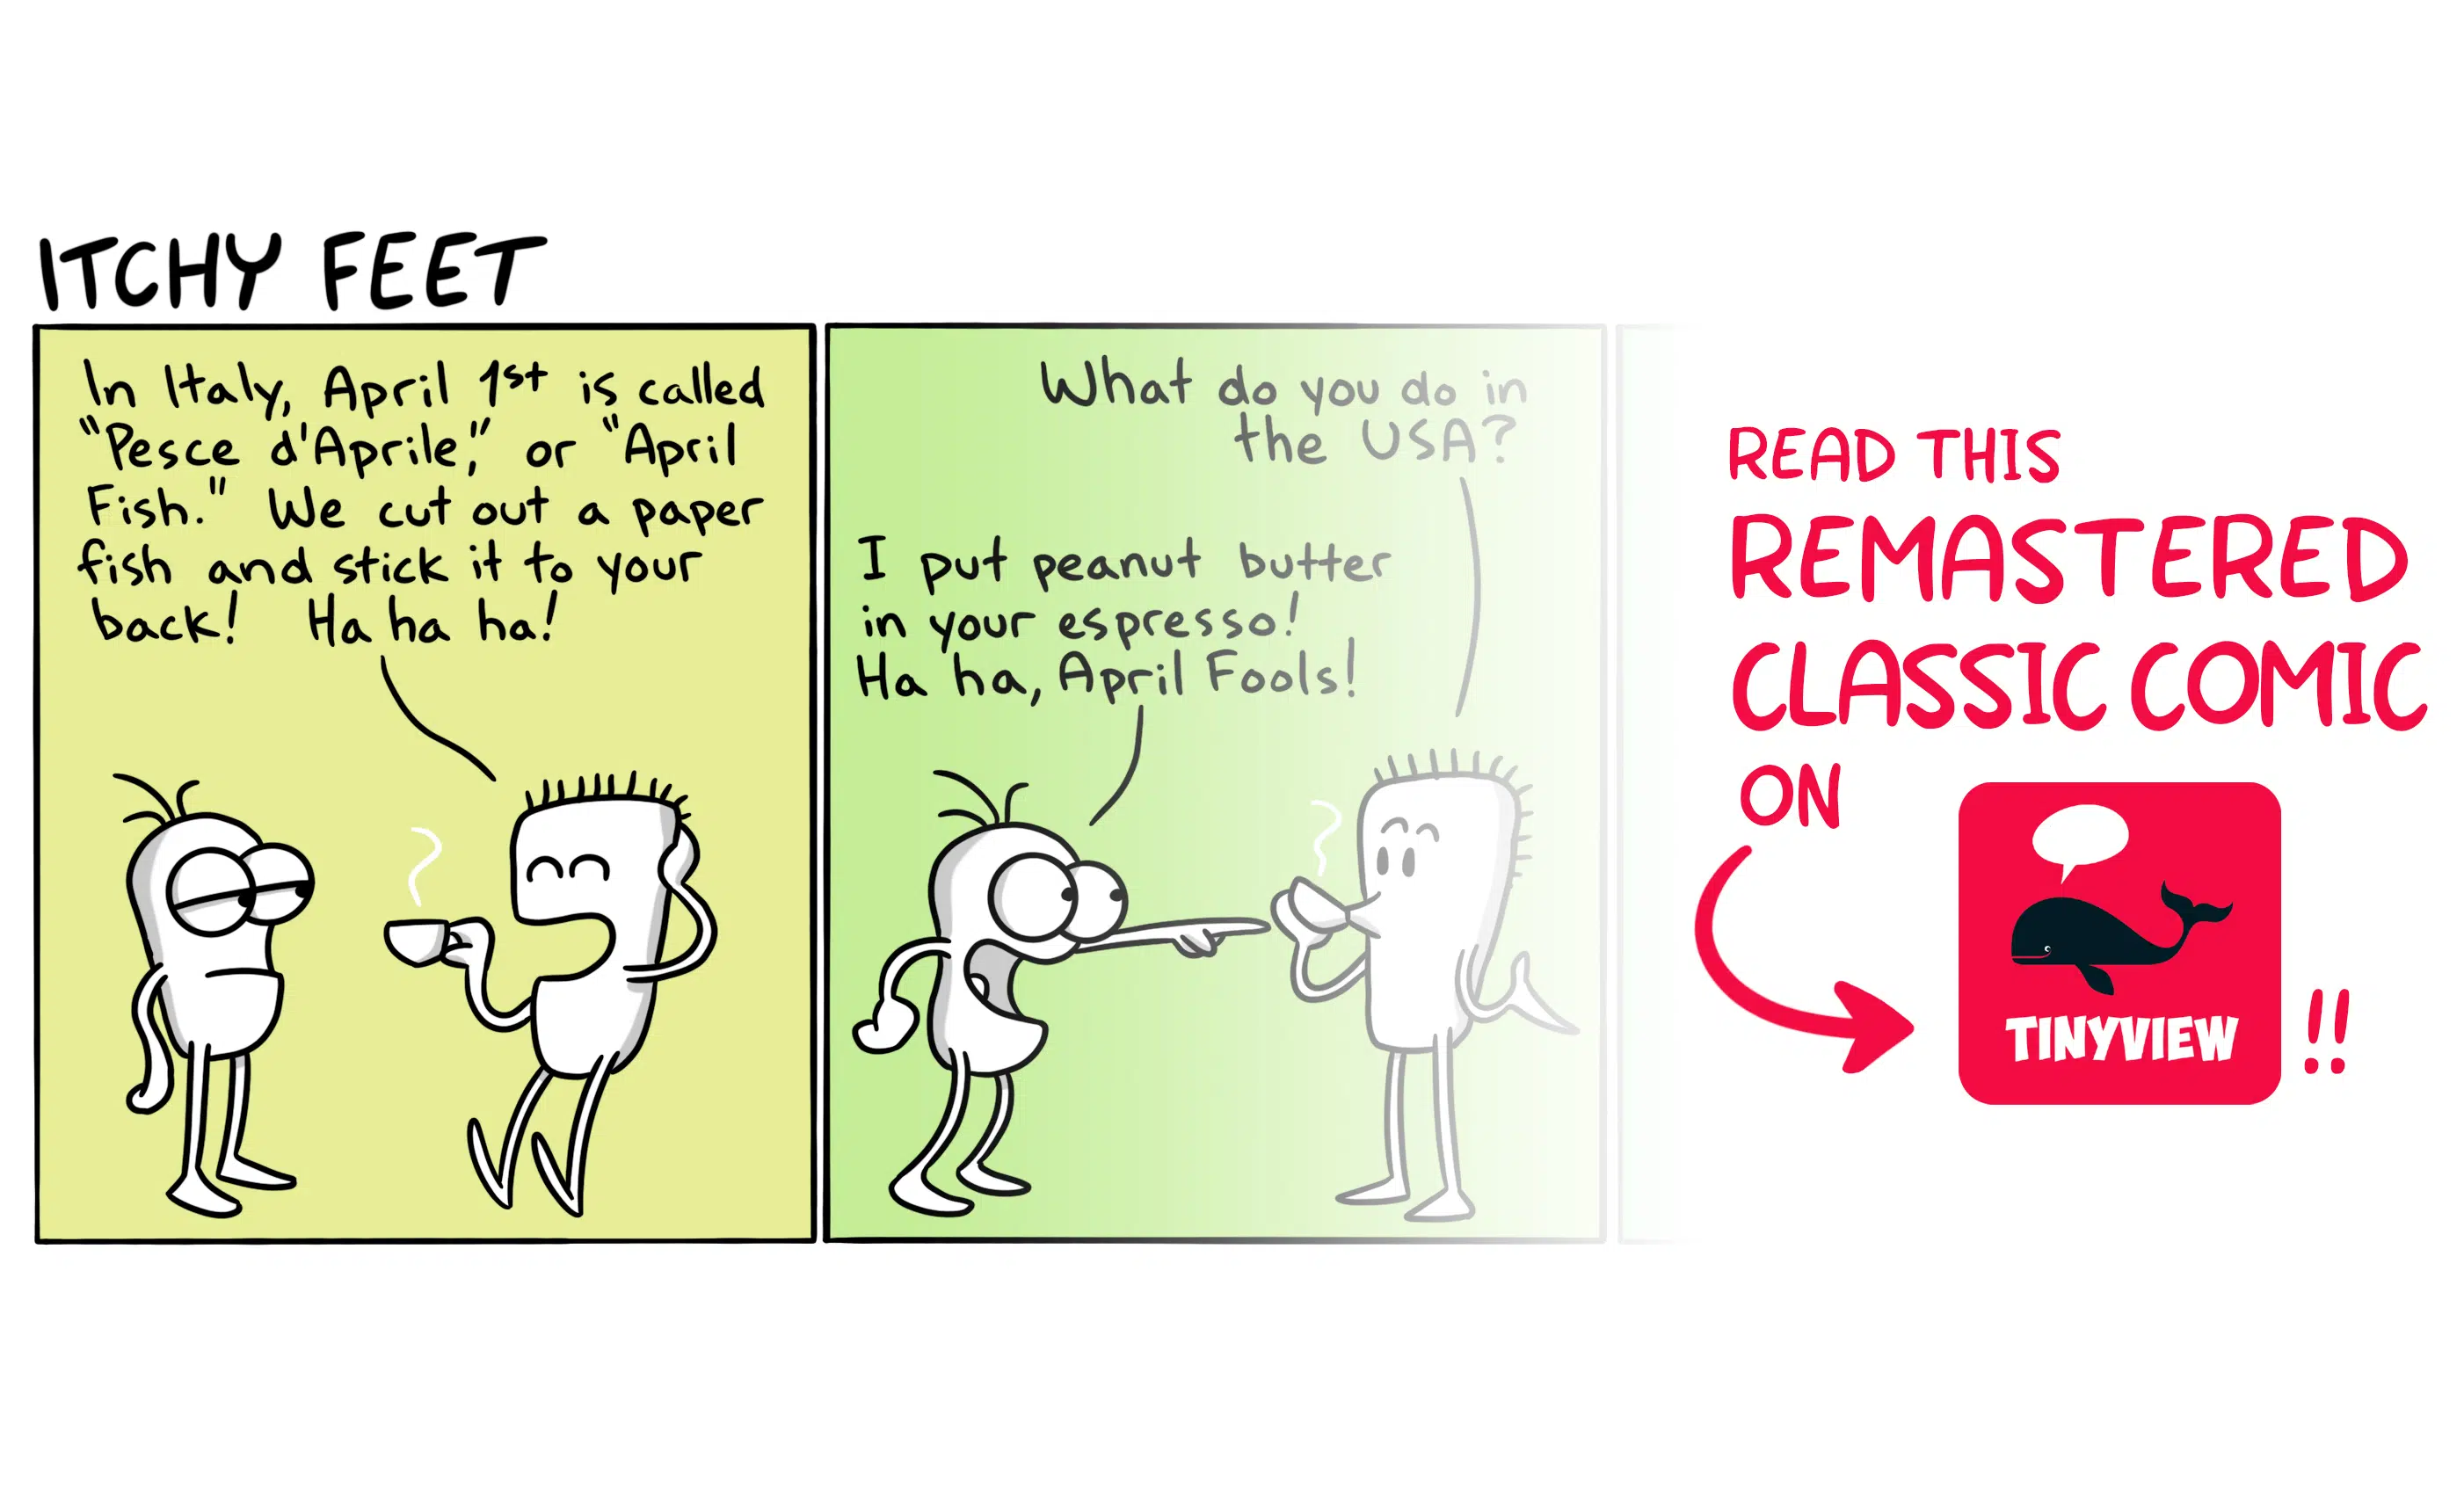 ITCHY FEET
In Italy, April 1st is called
"Pesce d'Aprile," or "April
Fish." We cut out a paper
fish and stick it to your
back! Ha ha ha!
What do you do in
the USA?
I put peanut butter
in your espresso!
Ha ha, April Fools!
READ THIS
REMASTERED
CLASSIC COMIC
ON
TINYVIEW
!!